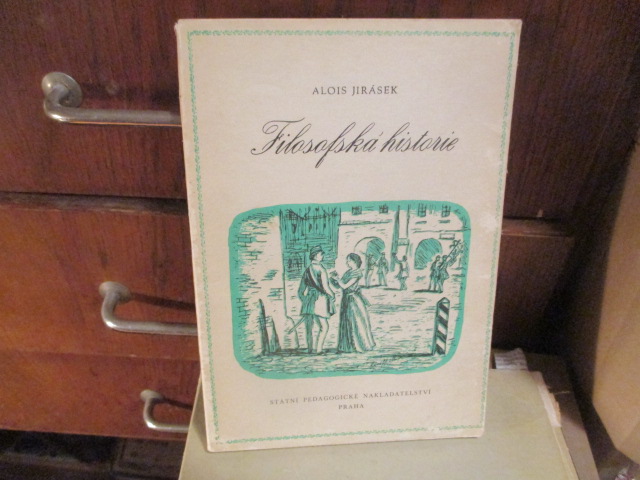 ALOIS JIRÁSEK
Filosofská historie
STÁTNÍ PEDAGOGICKÉ NAKLADATELSTVÍ
PRAHA